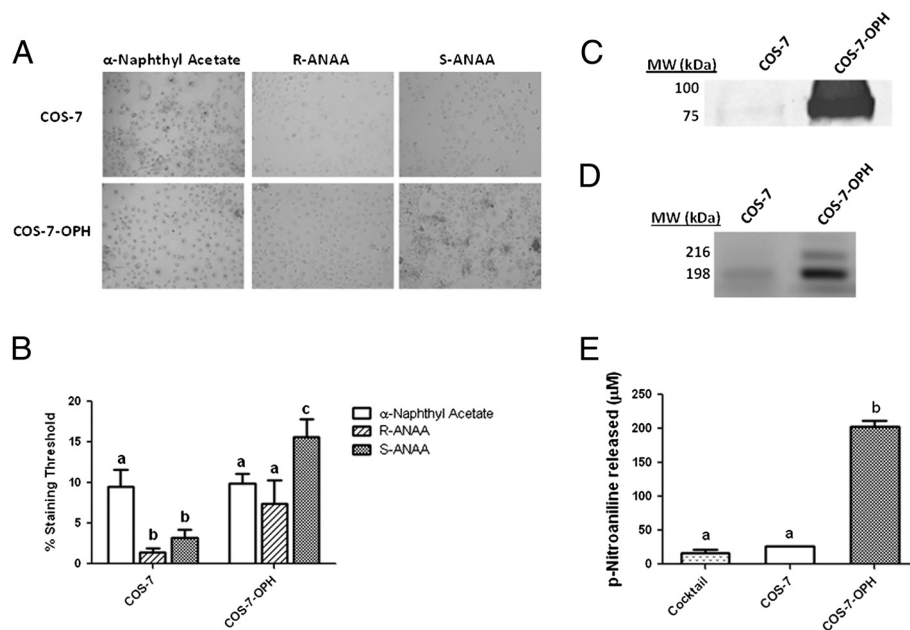 A
α-Naphthyl Acetate
R-ANAA
S-ANAA
COS-7
COS-7-OPH
B
% Staining Threshold
20
15
10
5
0
a
b
b
a
a
c
COS-7
COS-7-OPH
α-Naphthyl Acetate
R-ANAA
S-ANAA
C
MW (kDa)
COS-7
COS-7-OPH
100
75
D
MW (kDa)
COS-7
COS-7-OPH
216
198
E
p-Nitroaniline released (μM)
250
200
150
100
50
0
a
a
b
Cocktail
COS-7
COS-7-OPH